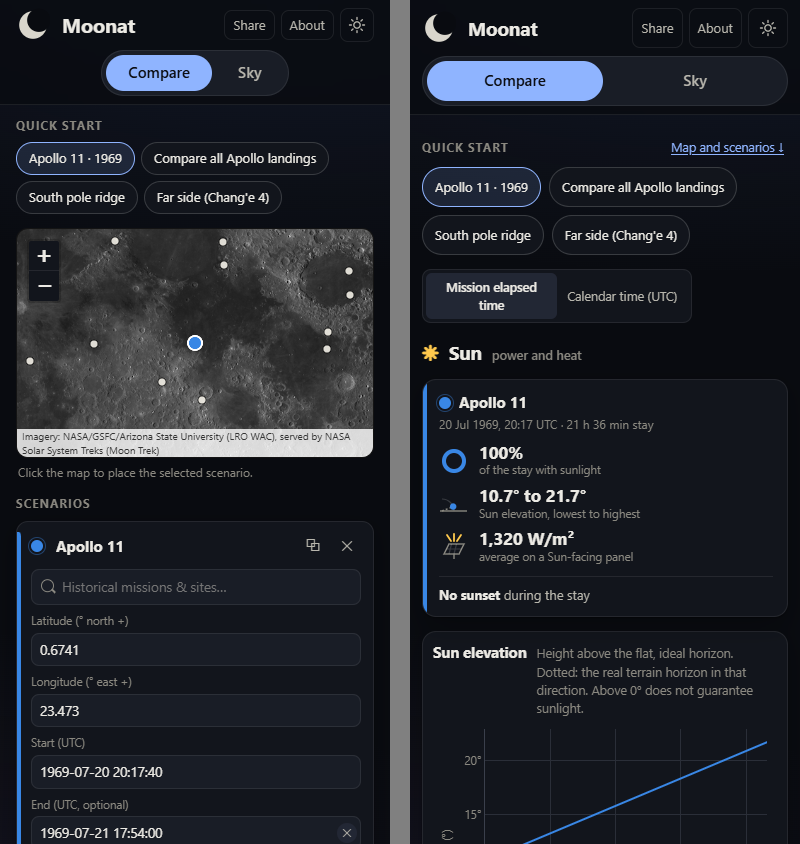 Moonat
Share
About
Compare
Sky
QUICK START
Apollo 11 · 1969
Compare all Apollo landings
South pole ridge
Far side (Chang'e 4)
+
−
Imagery: NASA/GSFC/Arizona State University (LRO WAC), served by NASA
Solar System Treks (Moon Trek)
Click the map to place the selected scenario.
SCENARIOS
Apollo 11
Historical missions & sites...
Latitude (° north +)
0.6741
Longitude (° east +)
23.473
Start (UTC)
1969-07-20 20:17:40
End (UTC, optional)
1969-07-21 17:54:00
Moonat
Share
About
Compare
Sky
QUICK START
Map and scenarios ↓
Apollo 11 · 1969
Compare all Apollo landings
South pole ridge
Far side (Chang'e 4)
Mission elapsed
time
Calendar time (UTC)
Sun power and heat
Apollo 11
20 Jul 1969, 20:17 UTC · 21 h 36 min stay
100%
of the stay with sunlight
10.7° to 21.7°
Sun elevation, lowest to highest
1,320 W/m²
average on a Sun-facing panel
No sunset during the stay
Sun elevation
Height above the flat, ideal horizon.
Dotted: the real terrain horizon in that
direction. Above 0° does not guarantee
sunlight.
20°
15°